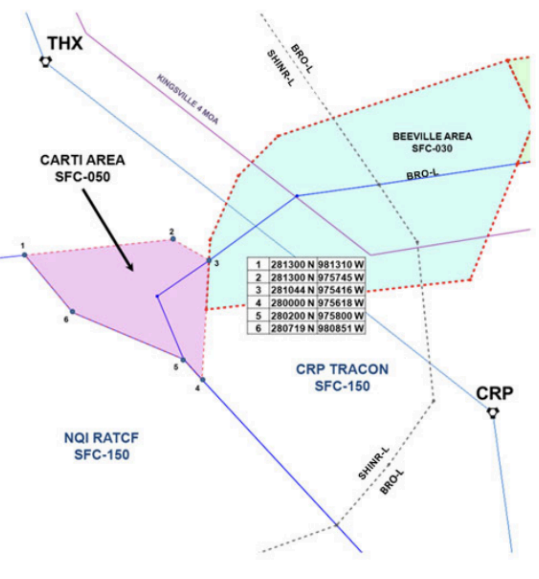 THX
BRO-L
SHINR-L
KINGSVILLE 4 MOA
BEEVILLE AREA
SFC-030
BRO-L
CARTI AREA
SFC-050
1
2
3
6
5
4
1 281300 N 981310 W
2 281300 N 975745 W
3 281044 N 975416 W
4 280000 N 975618 W
5 280200 N 975800 W
6 280719 N 980851 W
CRP TRACON
SFC-150
CRP
NQI RATCF
SFC-150
SHINR-L
BRO-L